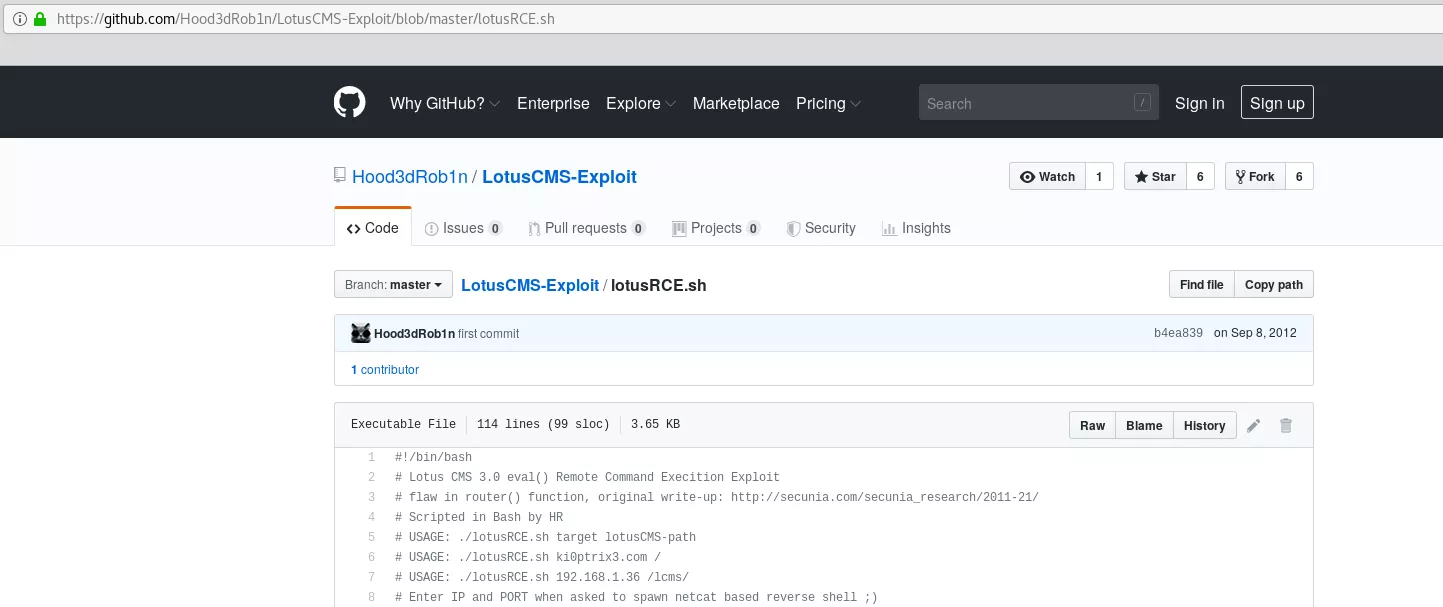 https://github.com/Hood3dRob1n/LotusCMS-Exploit/blob/master/lotusRCE.sh
Why GitHub? Enterprise Explore Marketplace Pricing Search / Sign in Sign up
Hood3dRob1n / LotusCMS-Exploit Watch 1 Star 6 Fork 6
Code Issues 0 Pull requests 0 Projects 0 Security Insights
Branch: master LotusCMS-Exploit / lotusRCE.sh Find file Copy path
Hood3dRob1n first commit b4ea839 on Sep 8, 2012
1 contributor
Executable File 114 lines (99 sloc) 3.65 KB Raw Blame History
1 #!/bin/bash
2 # Lotus CMS 3.0 eval() Remote Command Execition Exploit
3 # flaw in router() function, original write-up: http://secunia.com/secunia_research/2011-21/
4 # Scripted in Bash by HR
5 # USAGE: ./lotusRCE.sh target lotusCMS-path
6 # USAGE: ./lotusRCE.sh ki0ptrix3.com /
7 # USAGE: ./lotusRCE.sh 192.168.1.36 /lcms/
8 # Enter IP and PORT when asked to spawn netcat based reverse shell ;)